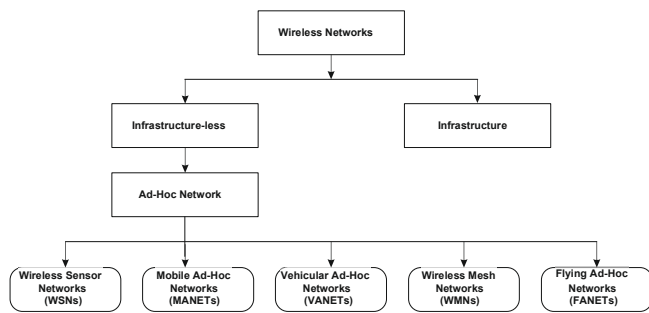 Wireless Networks
Infrastructure-less
Infrastructure
Ad-Hoc Network
Wireless Sensor
Networks
(WSNs)
Mobile Ad-Hoc
Networks
(MANETs)
Vehicular Ad-Hoc
Networks
(VANETs)
Wireless Mesh
Networks
(WMNs)
Flying Ad-Hoc
Networks
(FANETs)